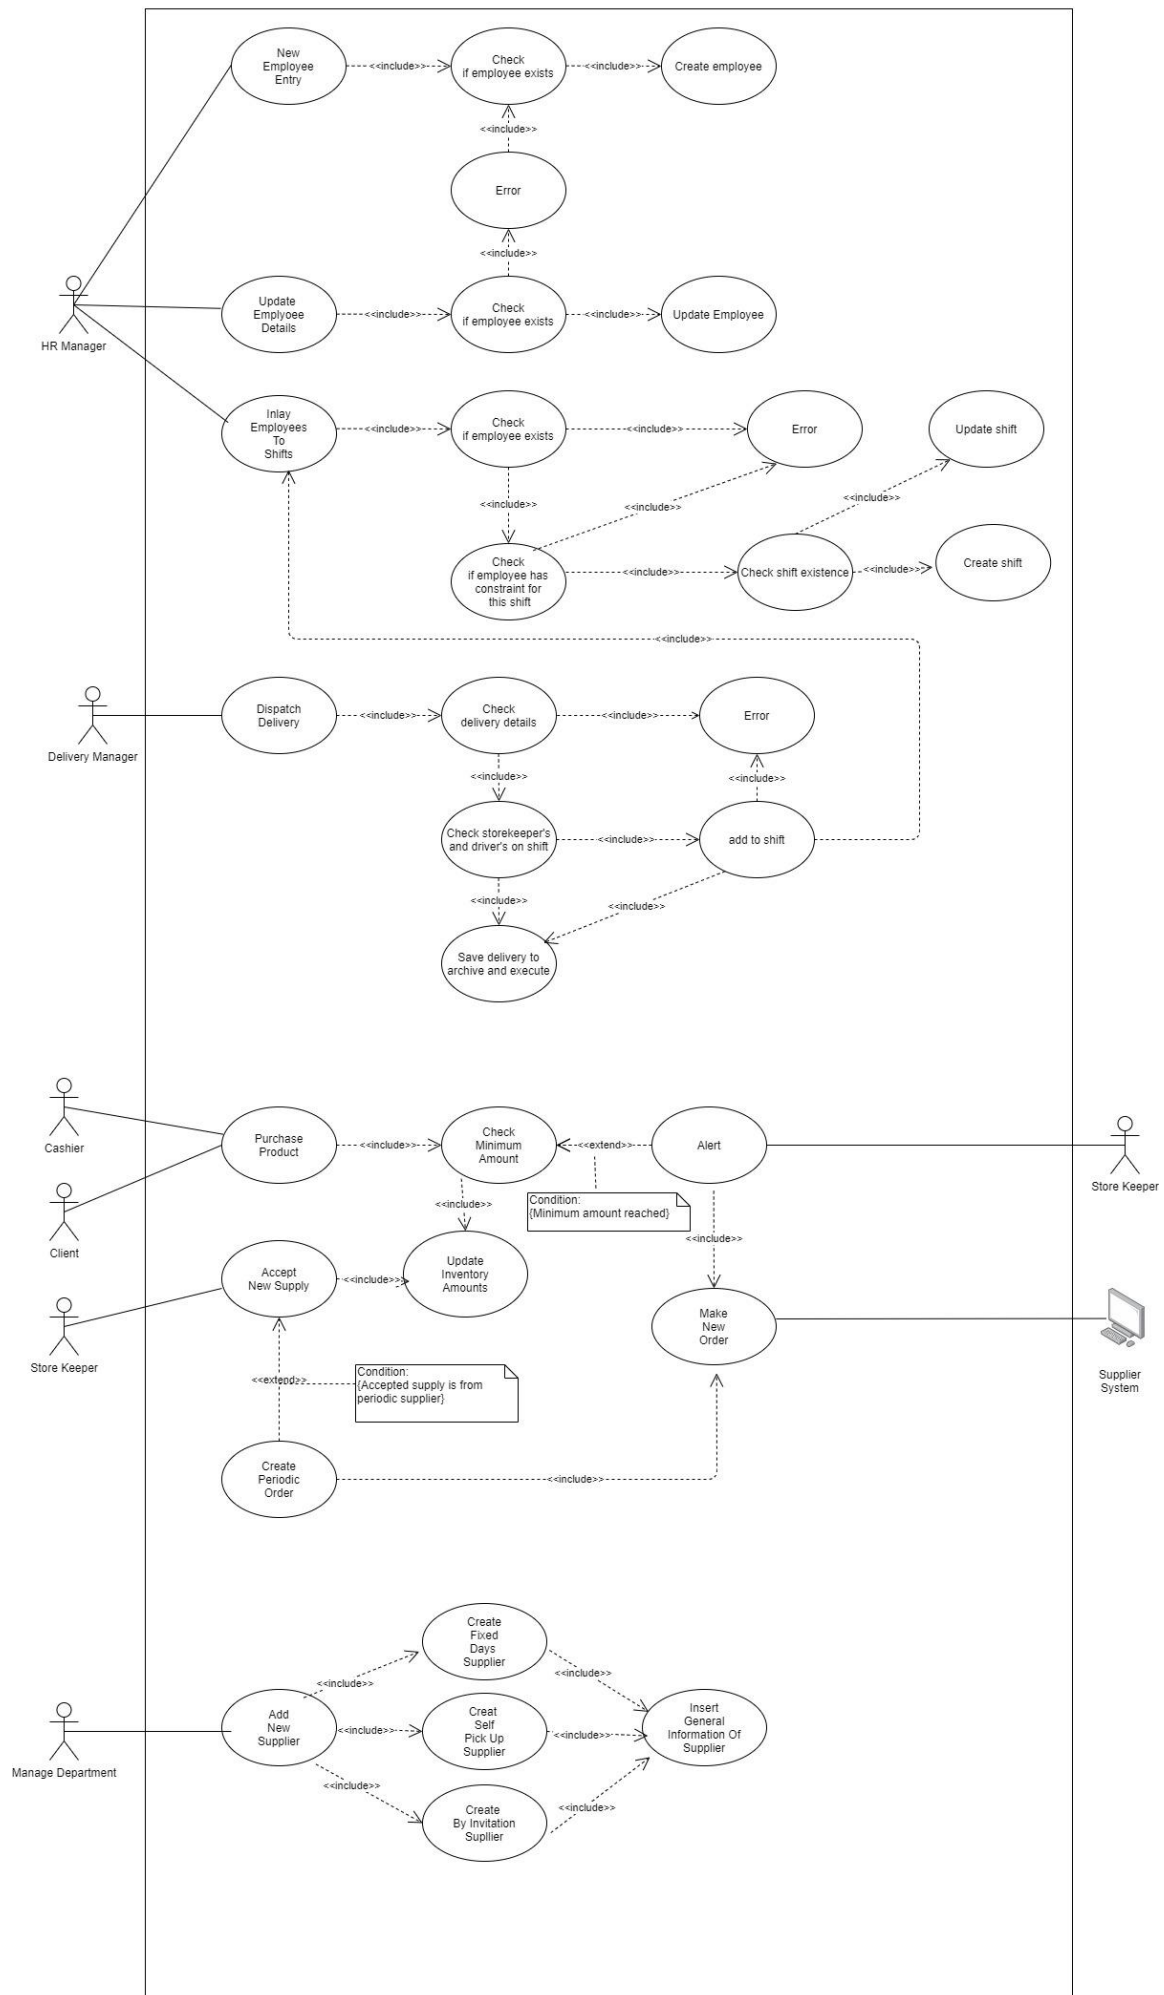 New
Employee
Entry
<<include>>
Check
if employee exists
<<include>>
Create employee
<<include>>
Error
<<include>>
HR Manager
Update
Emplyoee
Details
<<include>>
Check
if employee exists
<<include>>
Update Employee
Inlay
Employees
To
Shifts
<<include>>
Check
if employee exists
<<include>>
Error
Update shift
<<include>>
<<include>>
<<include>>
Check
if employee has
constraint for
this shift
<<include>>
Check shift existence
<<include>>
Create shift
<<include>>
Delivery Manager
Dispatch
Delivery
<<include>>
Check
delivery details
<<include>>
Error
<<include>>
<<include>>
Check storekeeper's
and driver's on shift
<<include>>
add to shift
<<include>>
<<include>>
Save delivery to
archive and execute
Cashier
Purchase
Product
<<include>>
Check
Minimum
Amount
<<extend>>
Alert
Store Keeper
Condition:
{Minimum amount reached}
<<include>>
<<include>>
Client
Accept
New Supply
<<include>>
Update
Inventory
Amounts
Make
New
Order
Supplier
System
Store Keeper
<<extend>>
Condition:
{Accepted supply is from
periodic supplier}
Create
Periodic
Order
<<include>>
Create
Fixed
Days
Supplier
<<include>>
<<include>>
Manage Department
Add
New
Supplier
<<include>>
Creat
Self
Pick Up
Supplier
<<include>>
Insert
General
Information Of
Supplier
<<include>>
Create
By Invitation
Supllier
<<include>>